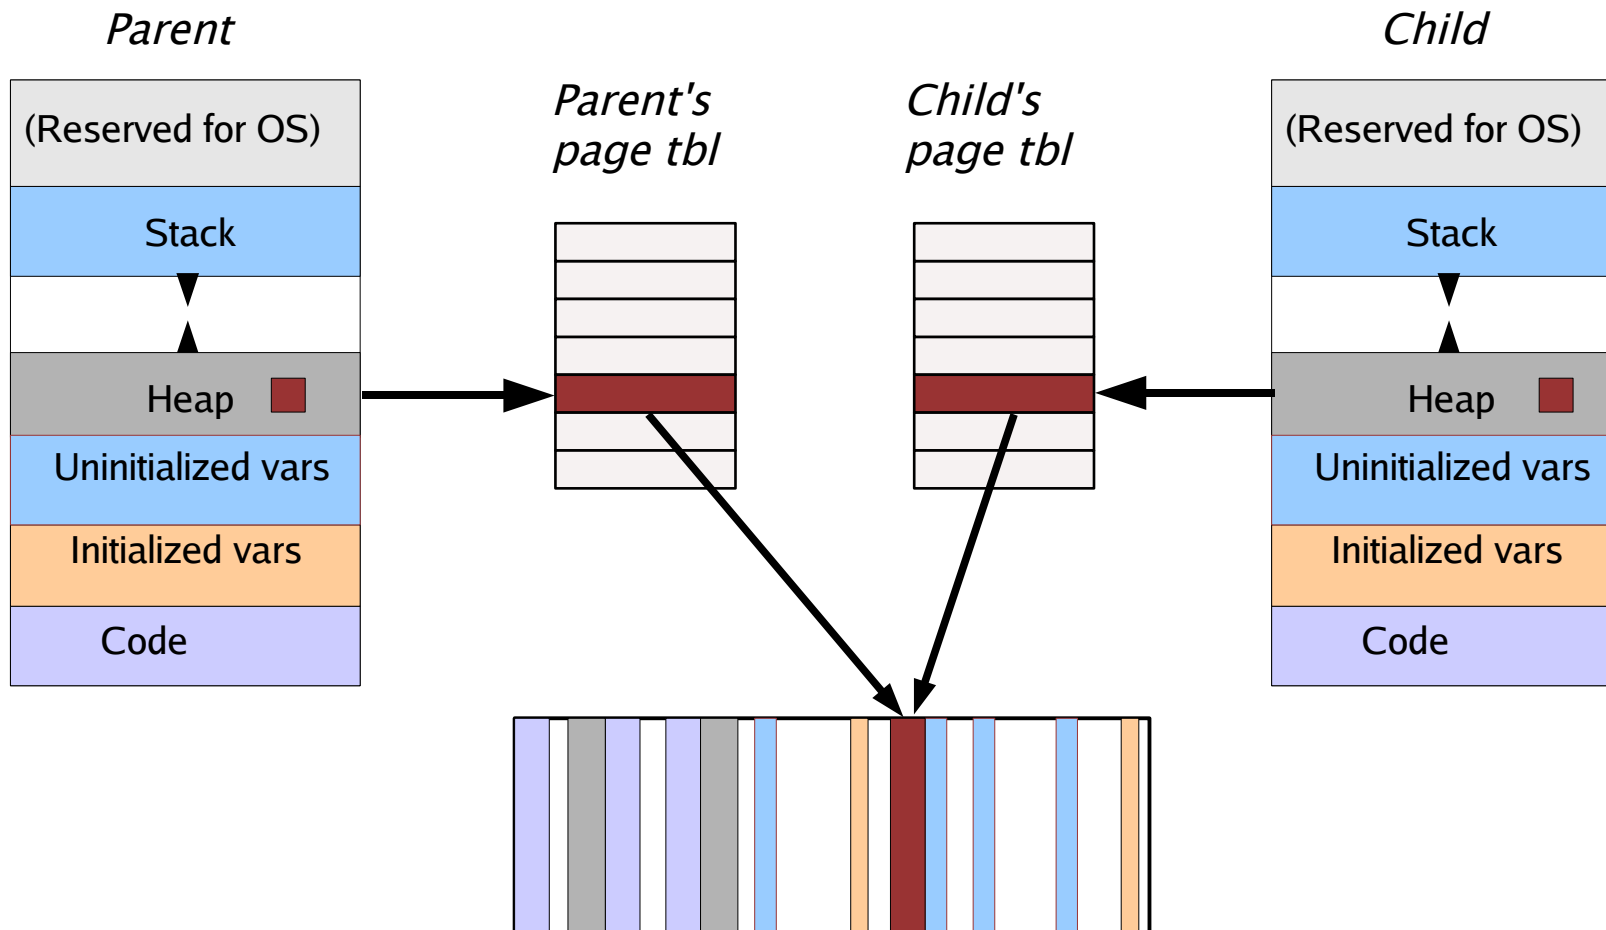 Parent
Child
Parent's
page tbl
Child's
page tbl
(Reserved for OS)
Stack
Heap
Uninitialized vars
Initialized vars
Code
(Reserved for OS)
Stack
Heap
Uninitialized vars
Initialized vars
Code